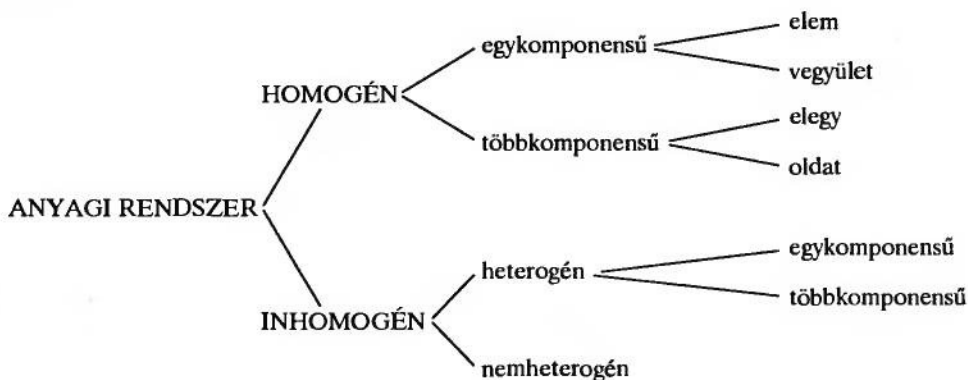 elem
egykomponensű
vegyület
HOMOGÉN
elegy
többkomponensű
oldat
ANYAGI RENDSZER
egykomponensű
heterogén
többkomponensű
INHOMOGÉN
nemheterogén